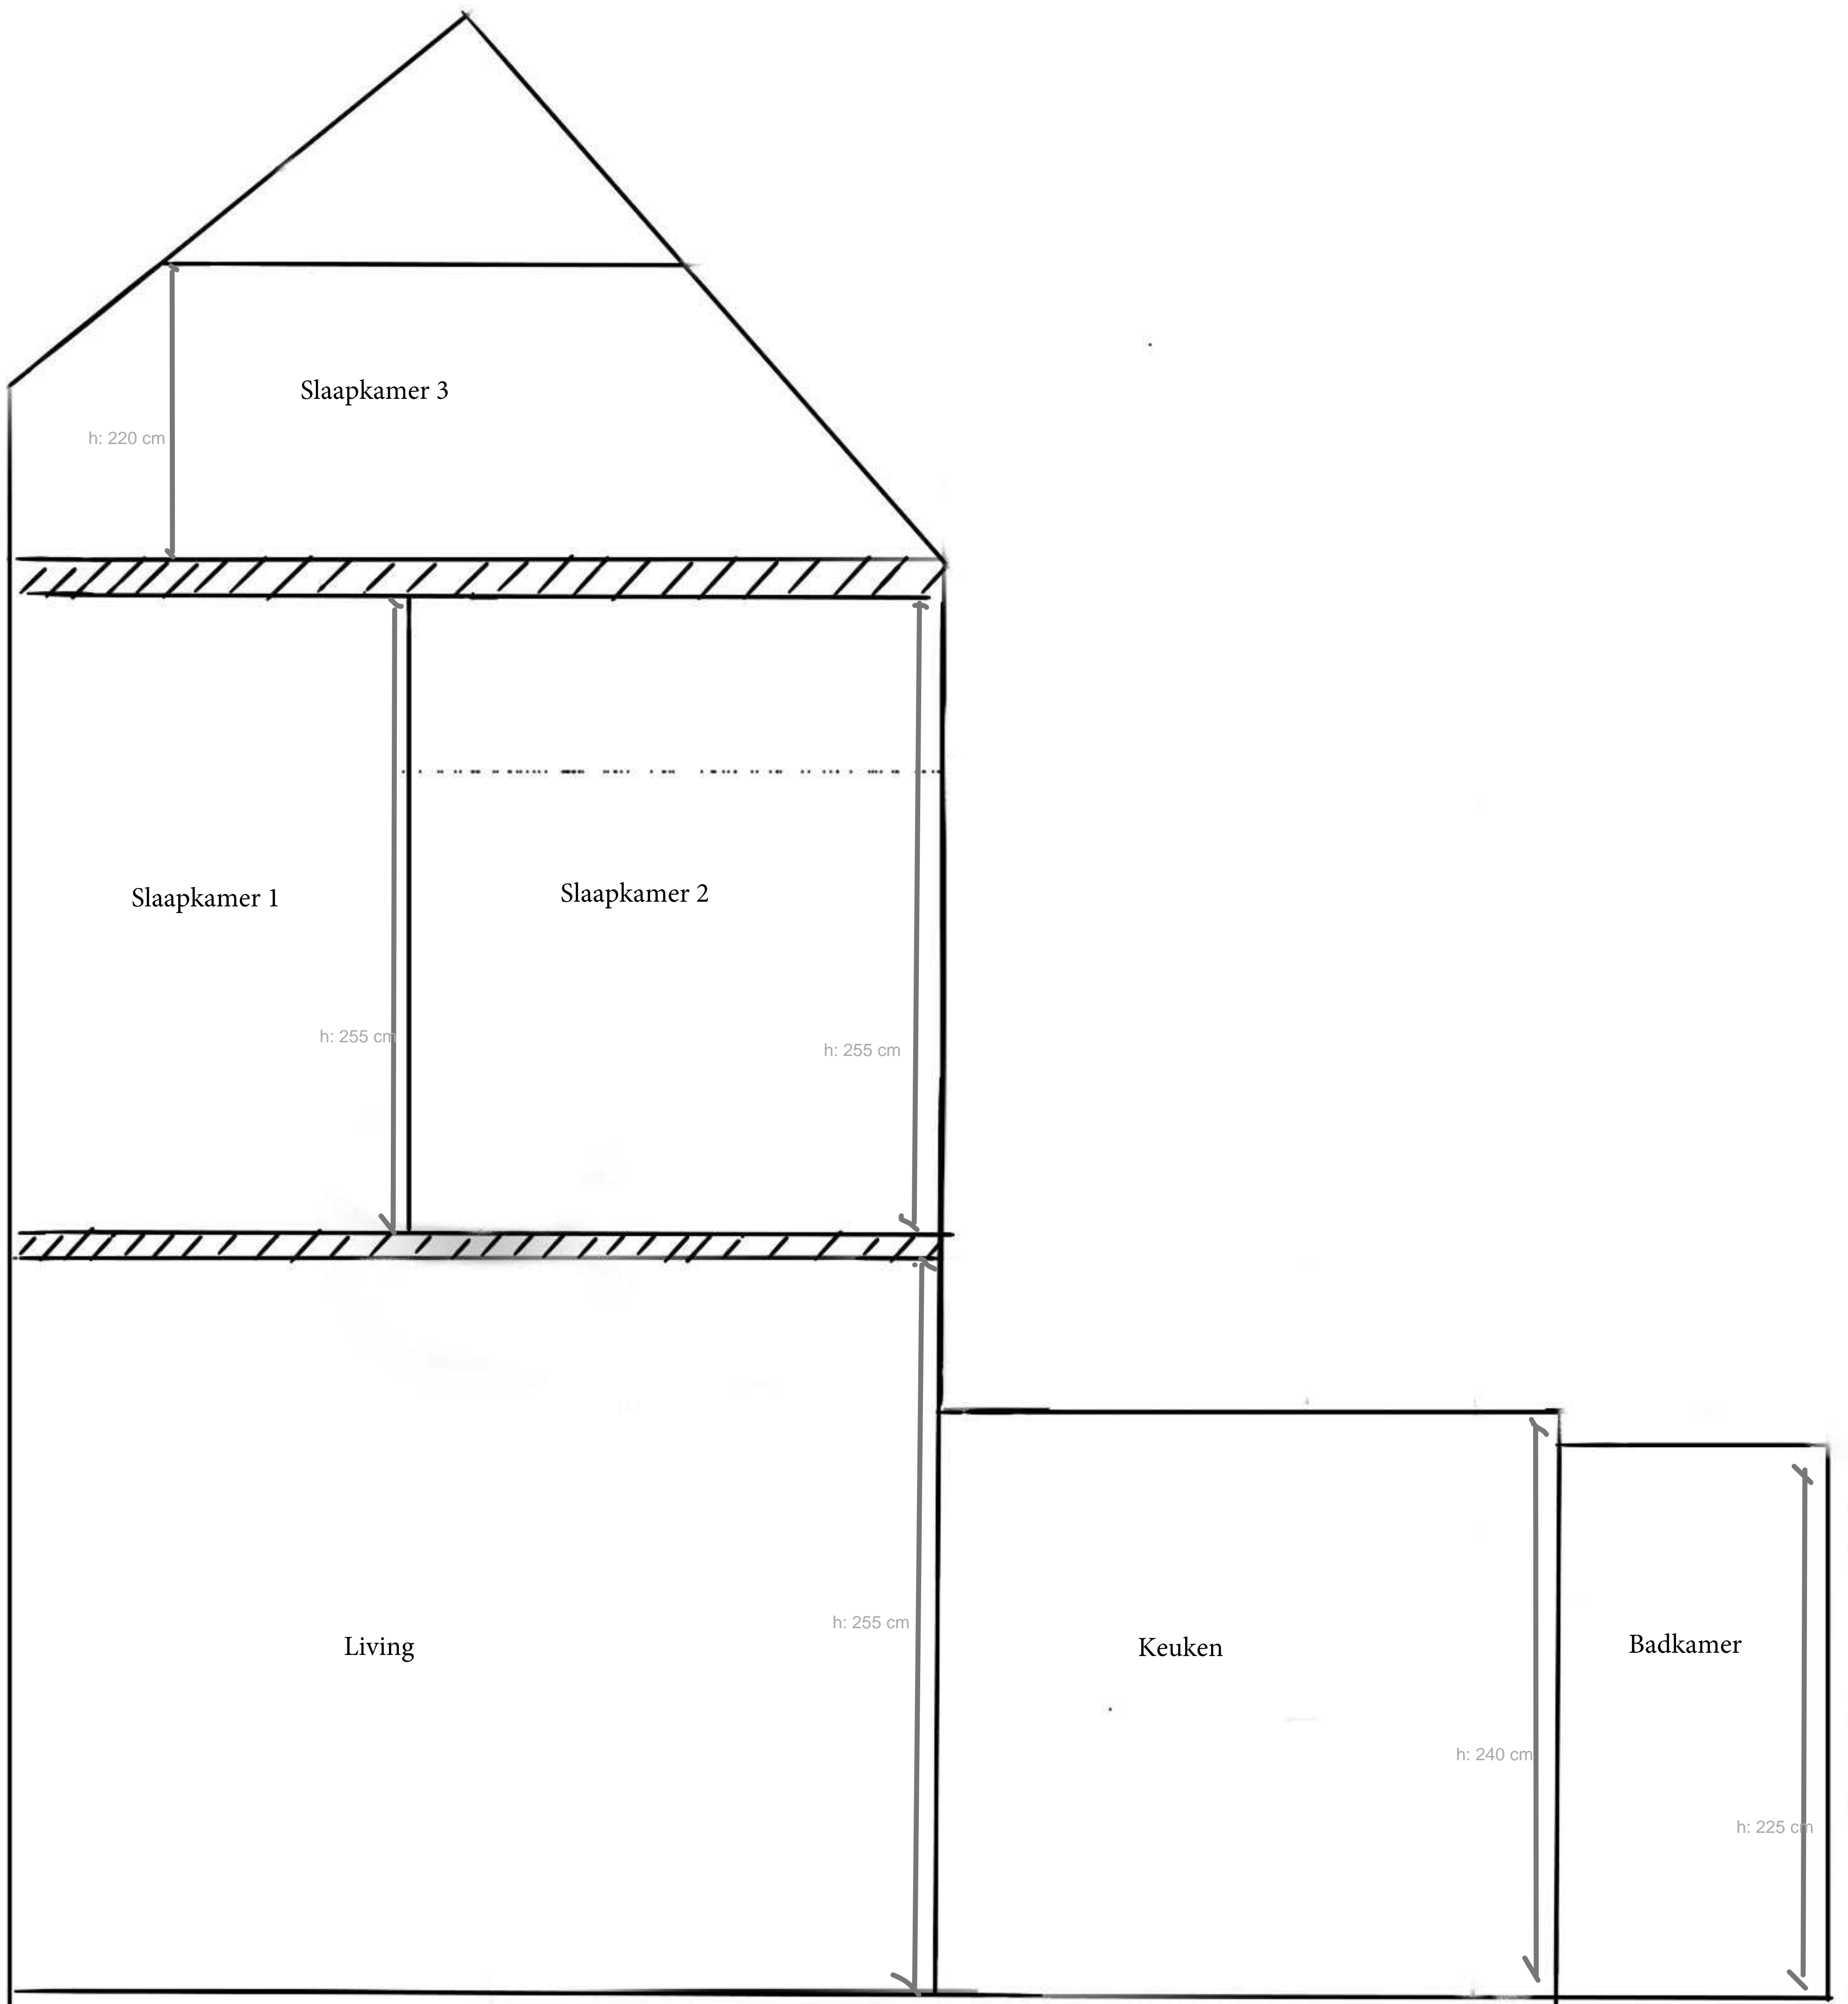 Slaapkamer 3
h: 220 cm
Slaapkamer 1
Slaapkamer 2
h: 255 cm
h: 255 cm
h: 255 cm
Living
Keuken
Badkamer
h: 240 cm
h: 225 cm